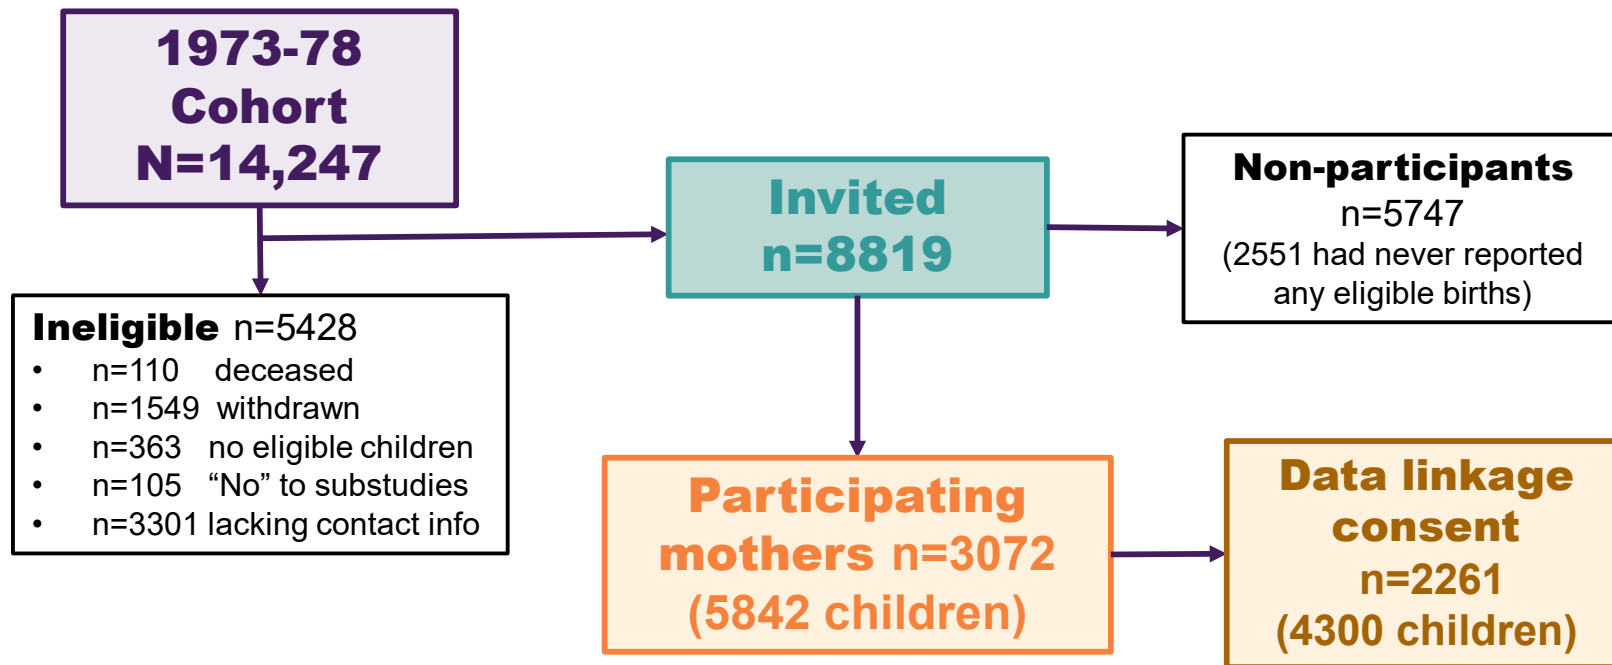 1973-78
Cohort
N=14,247
Invited
n=8819
Non-participants
n=5747
(2551 had never reported
any eligible births)
Ineligible n=5428
• n=110 deceased
• n=1549 withdrawn
• n=363 no eligible children
• n=105 “No” to substudies
• n=3301 lacking contact info
Participating
mothers n=3072
(5842 children)
Data linkage
consent
n=2261
(4300 children)